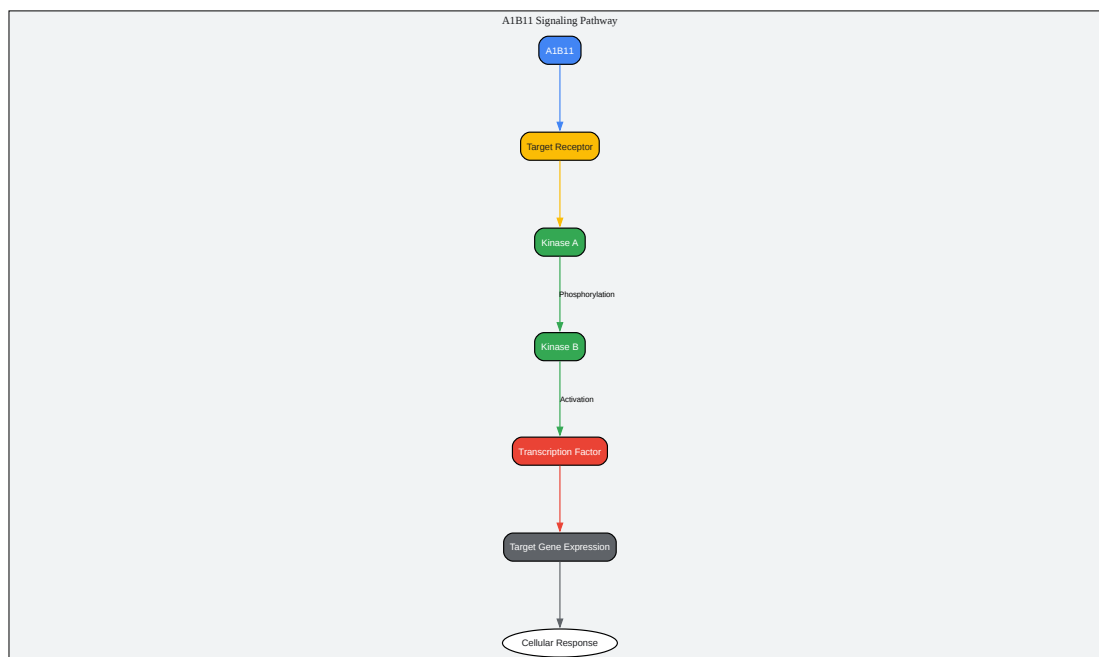 A1B11 Signaling Pathway
A1B11
Target Receptor
Kinase A
Phosphorylation
Kinase B
Activation
Transcription Factor
Target Gene Expression
Cellular Response